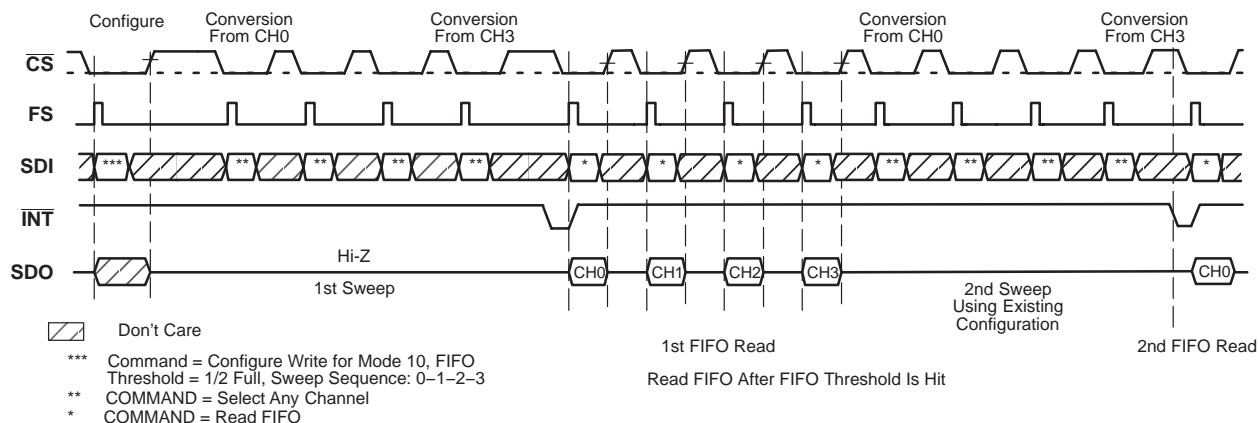 Configure
Conversion
From CH0
Conversion
From CH3
Conversion
From CH0
Conversion
From CH3
CS
FS
SDI
*** ** ** ** ** * * * * ** ** ** ** *
INT
SDO
Hi-Z
1st Sweep
CH0 CH1 CH2 CH3 CH0
2nd Sweep
Using Existing
Configuration
Don't Care
1st FIFO Read
2nd FIFO Read
*** Command = Configure Write for Mode 10, FIFO
Threshold = 1/2 Full, Sweep Sequence: 0–1–2–3
Read FIFO After FIFO Threshold Is Hit
** COMMAND = Select Any Channel
* COMMAND = Read FIFO